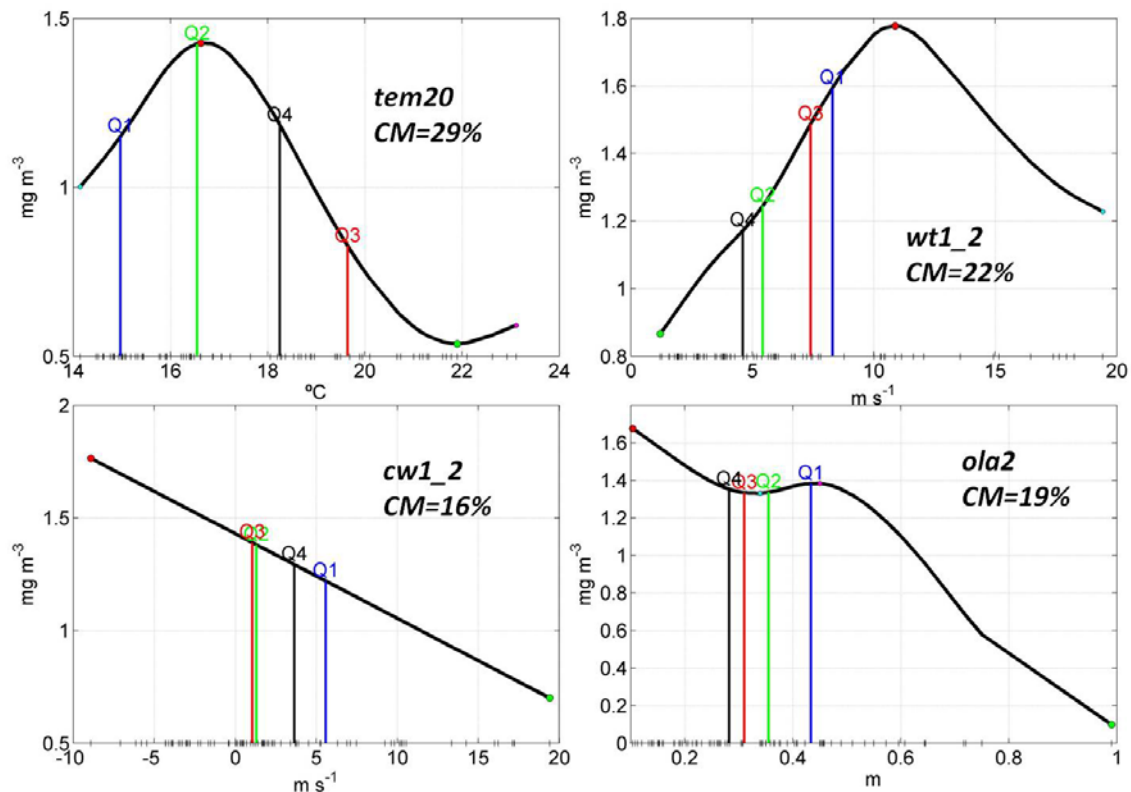 1.5
1
0.5
mg m⁻³
14 16 18 20 22 24
ºC
Q1
Q2
Q4
Q3
tem20
CM=29%
1.8
1.6
1.4
1.2
1
0.8
mg m⁻³
0 5 10 15 20
m s⁻¹
Q4
Q2
Q3
Q1
wt1_2
CM=22%
2
1.5
1
0.5
mg m⁻³
-10 -5 0 5 10 15 20
m s⁻¹
Q3
Q2
Q4
Q1
cw1_2
CM=16%
1.6
1.4
1.2
1
0.8
0.6
0.4
0.2
0
mg m⁻³
0.2 0.4 0.6 0.8 1
m
Q4
Q3
Q2
Q1
ola2
CM=19%